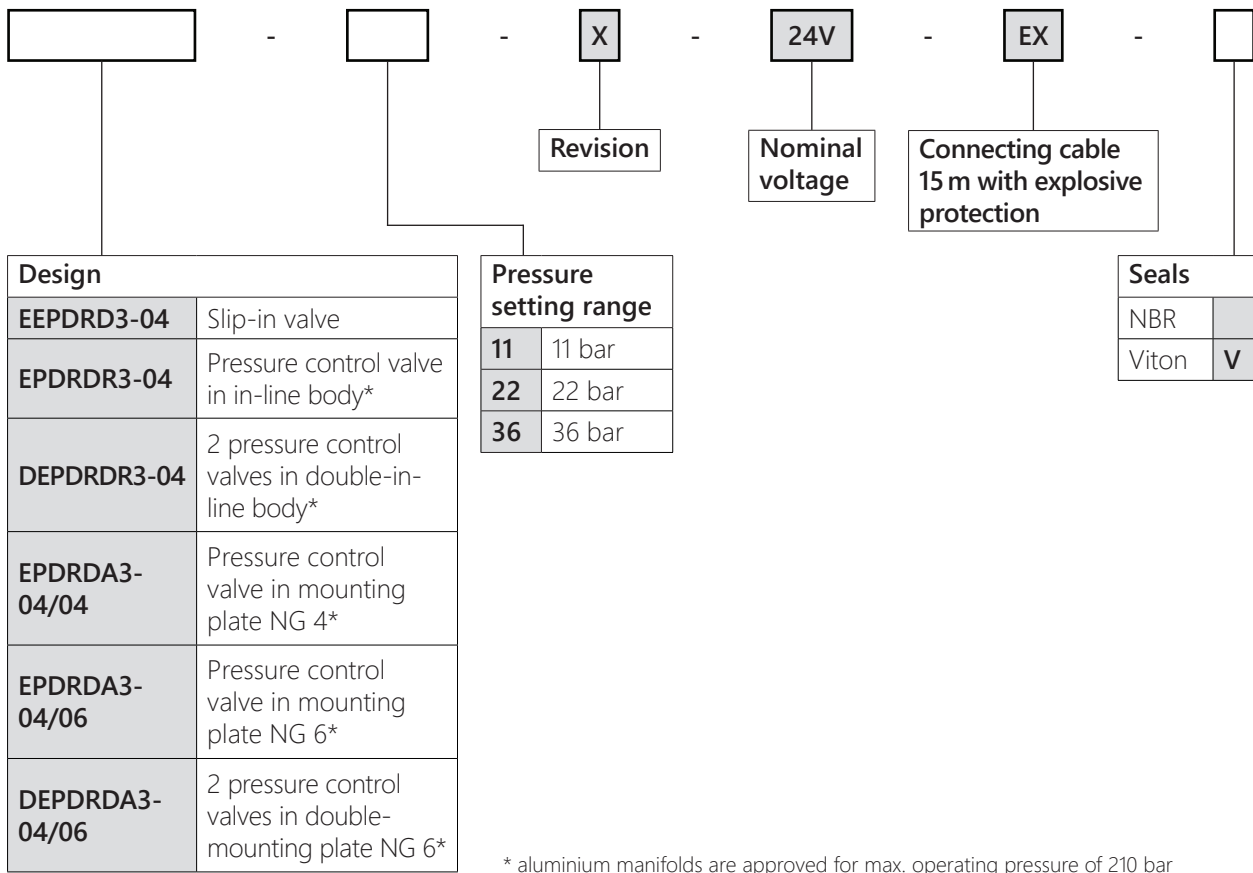 - - X - 24V - EX -
Revision
Nominal
voltage
Connecting cable
15 m with explosive
protection
Design
EEPDRD3-04 Slip-in valve
EPDRDR3-04 Pressure control valve
in in-line body*
DEPDRDR3-04 2 pressure control
valves in double-in-
line body*
EPDRDA3-
04/04
Pressure control
valve in mounting
plate NG 4*
EPDRDA3-
04/06
Pressure control
valve in mounting
plate NG 6*
DEPDRDA3-
04/06
2 pressure control
valves in double-
mounting plate NG 6*
Pressure
setting range
11 11 bar
22 22 bar
36 36 bar
Seals
NBR
Viton V
* aluminium manifolds are approved for max. operating pressure of 210 bar